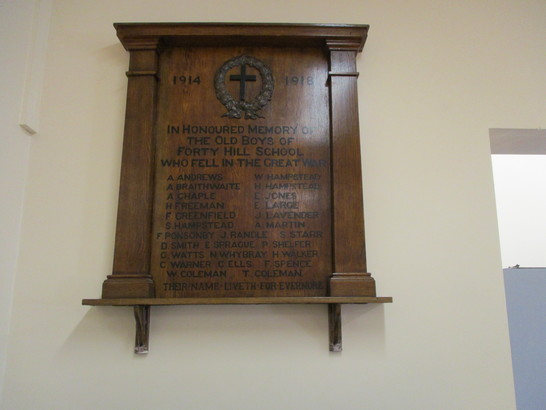 1914 1918
IN HONOURED MEMORY OF
THE OLD BOYS OF
FORTY HILL SCHOOL
WHO FELL IN THE GREAT WAR
A. ANDREWS W. HAMPSTEAD
A. BRAITHWAITE H. HAMPSTEAD
A. CHAPLE E. JONES
H. FREEMAN E. LARGE
F. GREENFIELD J. LAVENDER
S. HAMPSTEAD A. MARTIN
F. PONSONBY J. RANDLE S. STARR
D. SMITH E. SPRAGUE P. SHELFER
D. WATTS N. WHYBRAY H. WALKER
C. WARNER C. ELLS F. SPENCE
W. COLEMAN T. COLEMAN
THEIR NAME LIVETH FOR EVERMORE